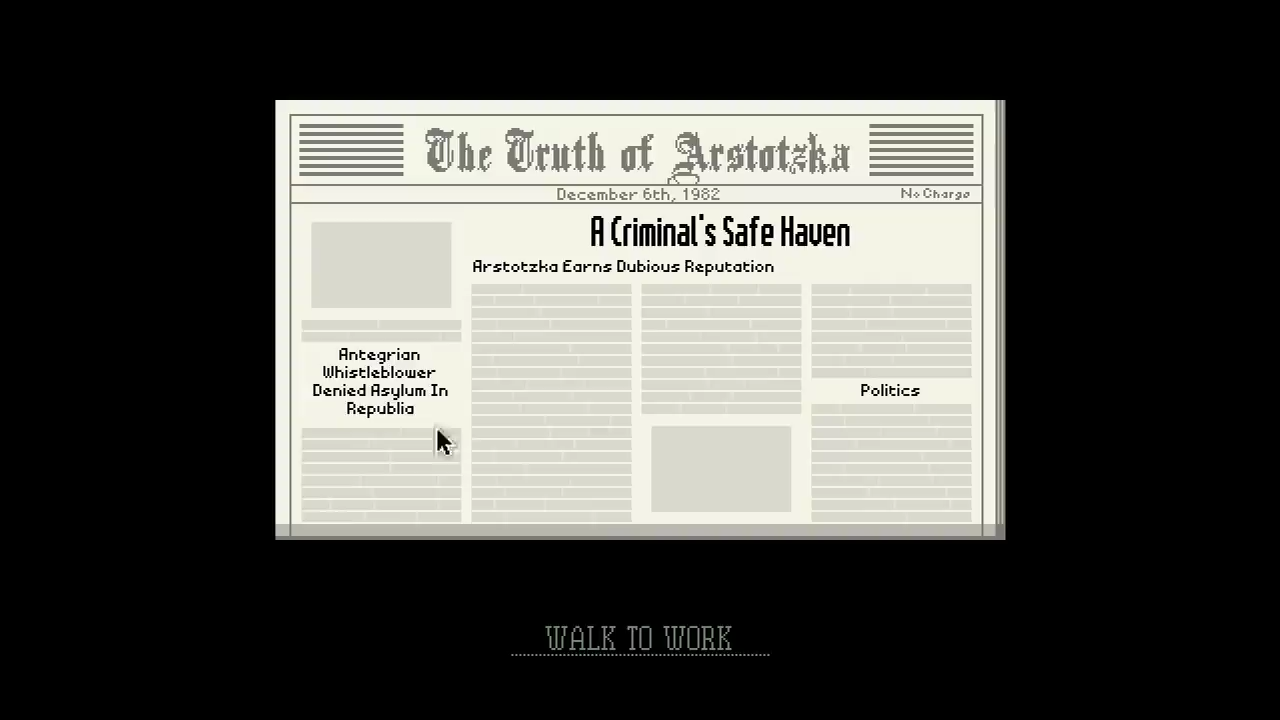 The Truth of Arstotzka
December 6th, 1982
No Charge
A Criminal's Safe Haven
Arstotzka Earns Dubious Reputation
Antegrian
Whistleblower
Denied Asylum In
Republia
Politics
WALK TO WORK